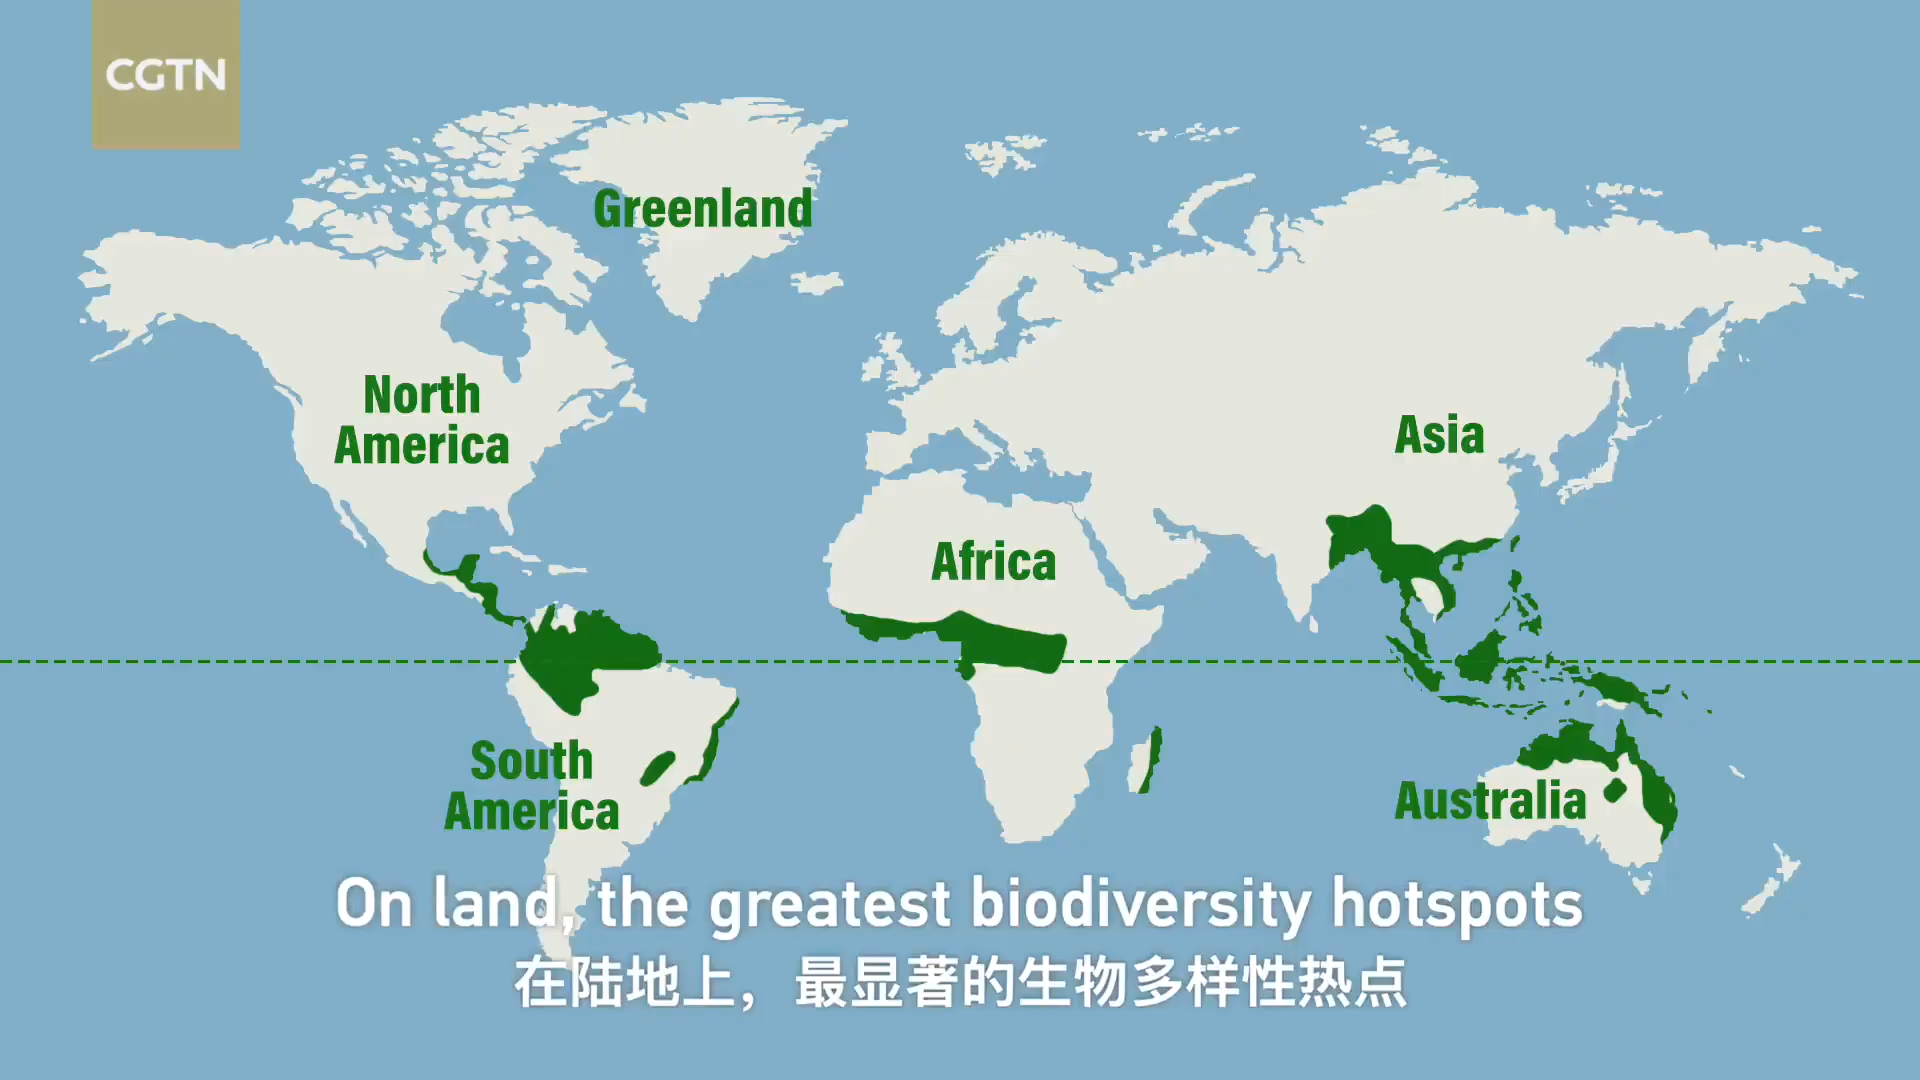 CGTN
Greenland
North
America
Asia
Africa
South
America
Australia
On land, the greatest biodiversity hotspots
在陆地上，最显著的生物多样性热点